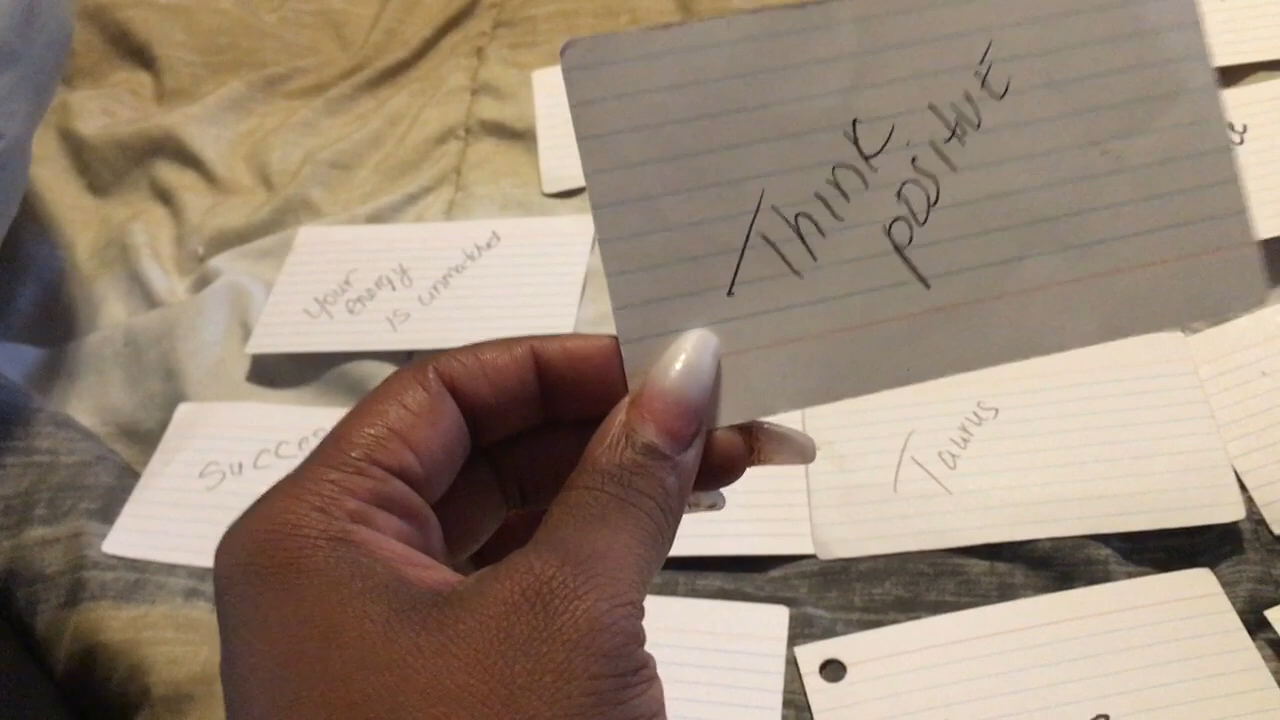 Think
positive
Your
energy
is unmatched
Taurus